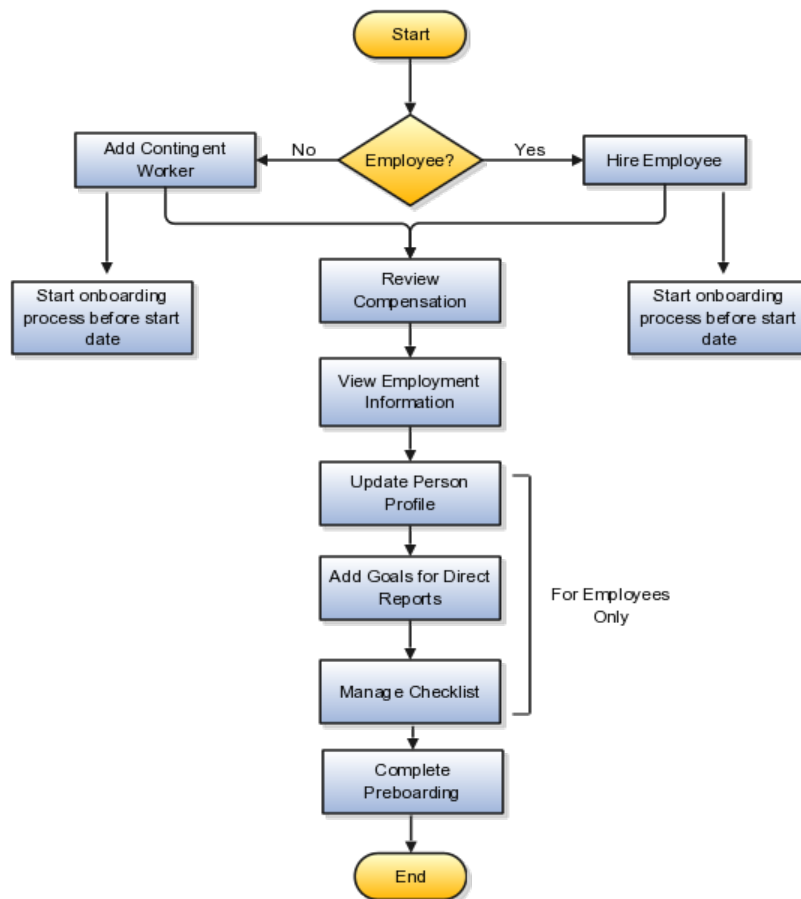 Start
Employee?
No
Yes
Add Contingent
Worker
Hire Employee
Start onboarding
process before start
date
Review
Compensation
Start onboarding
process before start
date
View Employment
Information
Update Person
Profile
Add Goals for Direct
Reports
For Employees
Only
Manage Checklist
Complete
Preboarding
End